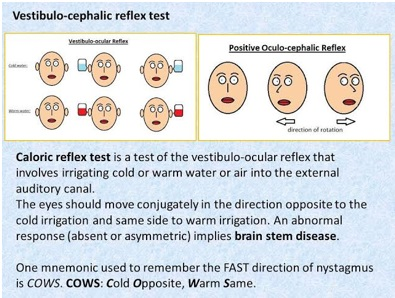 Vestibulo-cephalic reflex test
Vestibulo-ocular Reflex
Cold water:
Warm water:
Positive Oculo-cephalic Reflex
direction of rotation
Caloric reflex test is a test of the vestibulo-ocular reflex that
involves irrigating cold or warm water or air into the external
auditory canal.
The eyes should move conjugately in the direction opposite to the
cold irrigation and same side to warm irrigation. An abnormal
response (absent or asymmetric) implies brain stem disease.
One mnemonic used to remember the FAST direction of nystagmus
is COWS. COWS: Cold Opposite, Warm Same.